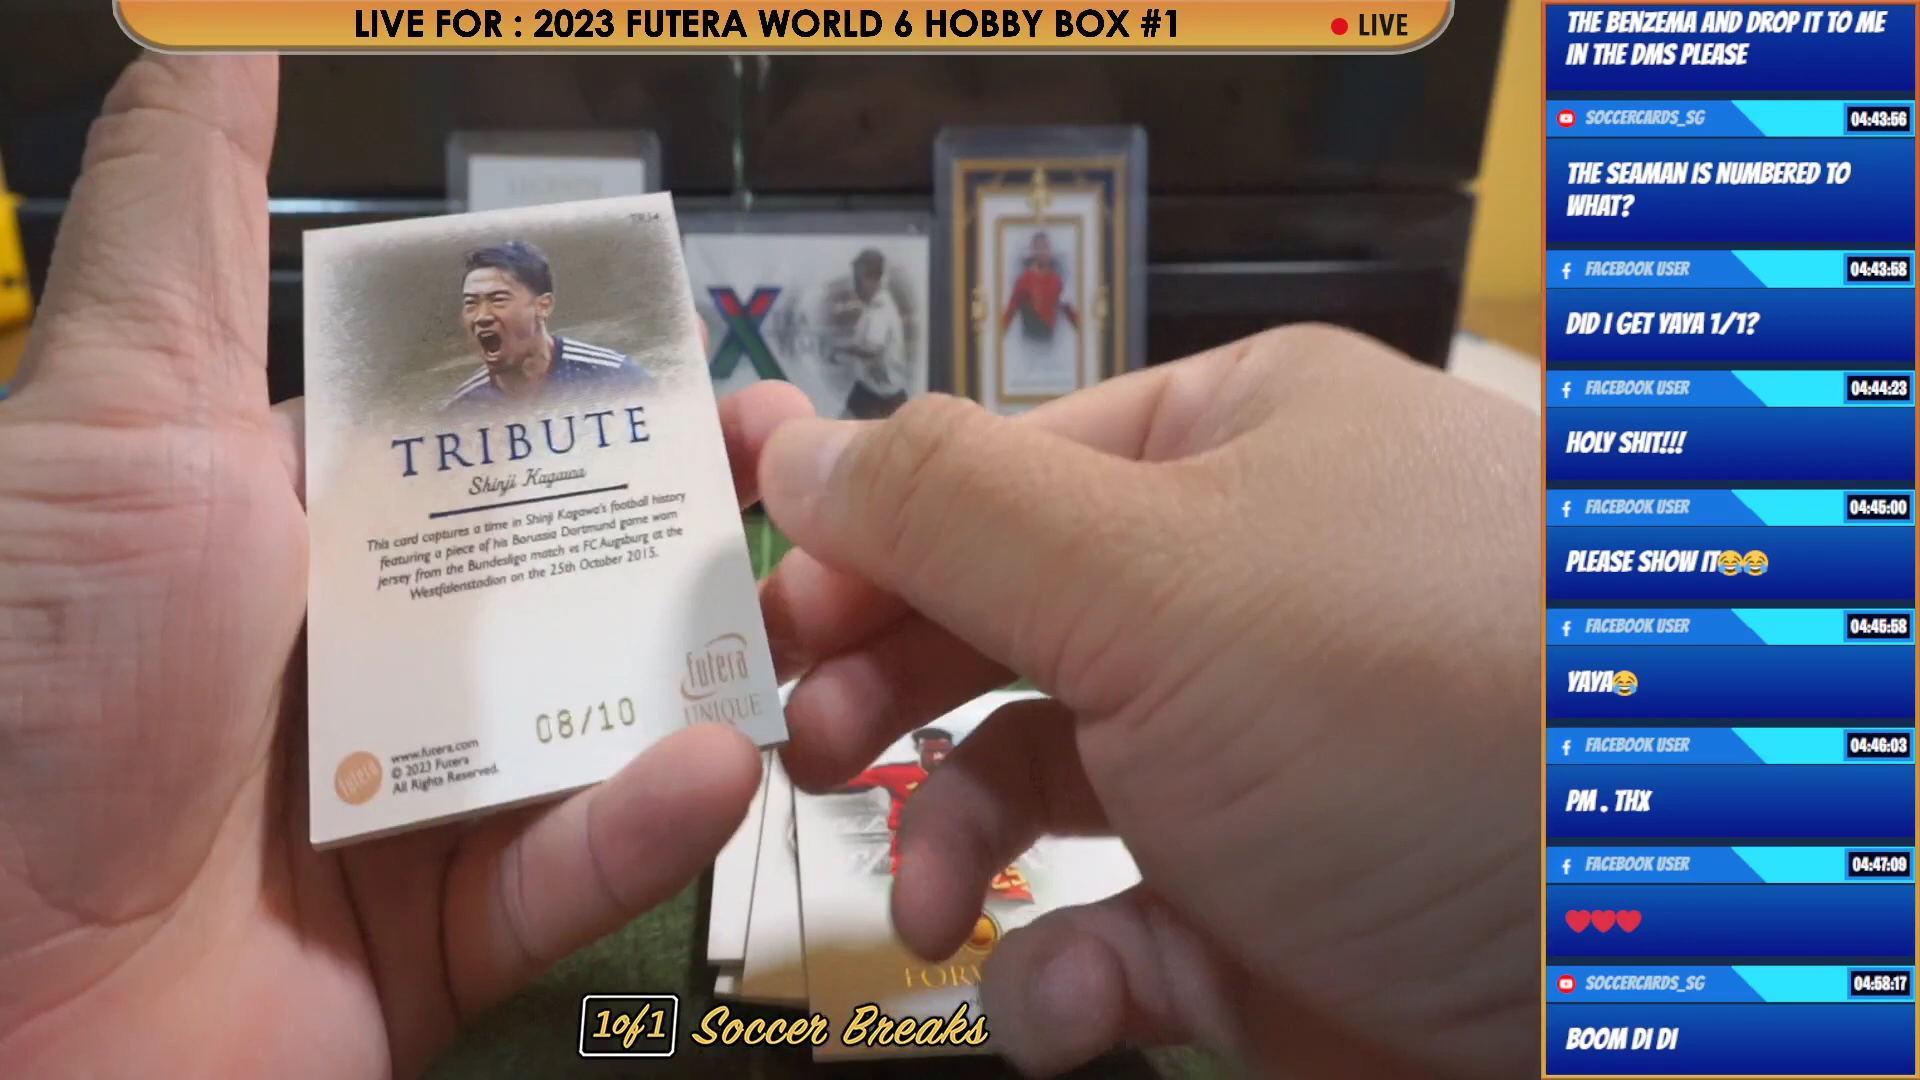 LIVE FOR : 2023 FUTERA WORLD 6 HOBBY BOX #1
LIVE
TR14
TRIBUTE
Shinji Kagawa
This card captures a time in Shinji Kagawa's football history
featuring a piece of his Borussia Dortmund game worn
jersey from the Bundesliga match vs FC Augsburg at the
Westfalenstadion on the 25th October 2015.
futera
UNIQUE
08/10
futera
www.futera.com
© 2023 Futera
All Rights Reserved.
LEGENDS
X
25
FORW
1of1 Soccer Breaks
THE BENZEMA AND DROP IT TO ME
IN THE DMS PLEASE
SOCCERCARDS_SG 04:43:56
THE SEAMAN IS NUMBERED TO
WHAT?
FACEBOOK USER 04:43:58
DID I GET YAYA 1/1?
FACEBOOK USER 04:44:23
HOLY SHIT!!!
FACEBOOK USER 04:45:00
PLEASE SHOW IT😂😂
FACEBOOK USER 04:45:58
YAYA😂
FACEBOOK USER 04:46:03
PM . THX
FACEBOOK USER 04:47:09
❤❤❤
SOCCERCARDS_SG 04:58:17
BOOM DI DI